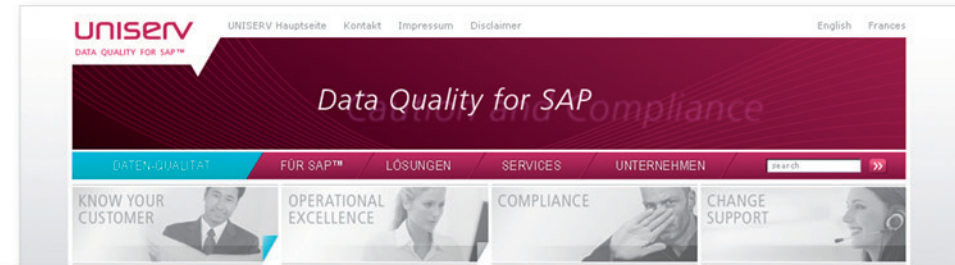 UNISERV
DATA QUALITY FOR SAP™
UNISERV Hauptseite Kontakt Impressum Disclaimer English Frances
Data Quality for SAP
Caution and Compliance
DATEN-QUALITÄT FÜR SAP™ LÖSUNGEN SERVICES UNTERNEHMEN search
KNOW YOUR
CUSTOMER
OPERATIONAL
EXCELLENCE
COMPLIANCE
CHANGE
SUPPORT